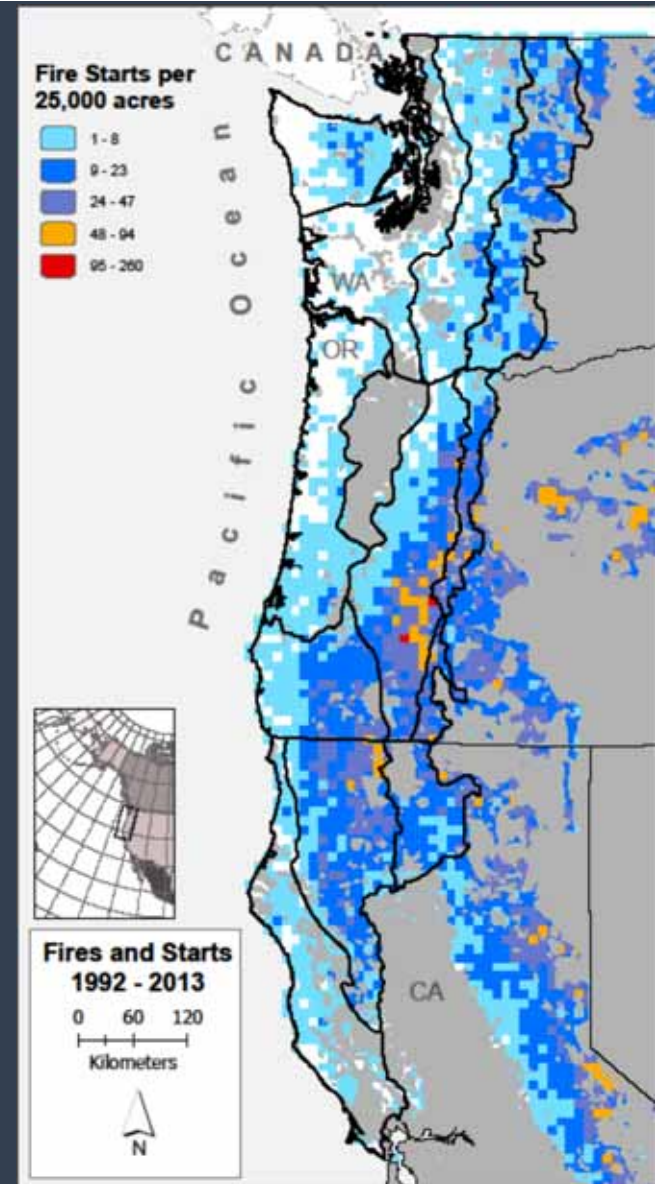 CANADA
Fire Starts per
25,000 acres
1 - 8
9 - 23
24 - 47
48 - 94
95 - 260
Pacific Ocean
WA
OR
CA
Fires and Starts
1992 - 2013
0 60 120
Kilometers
N